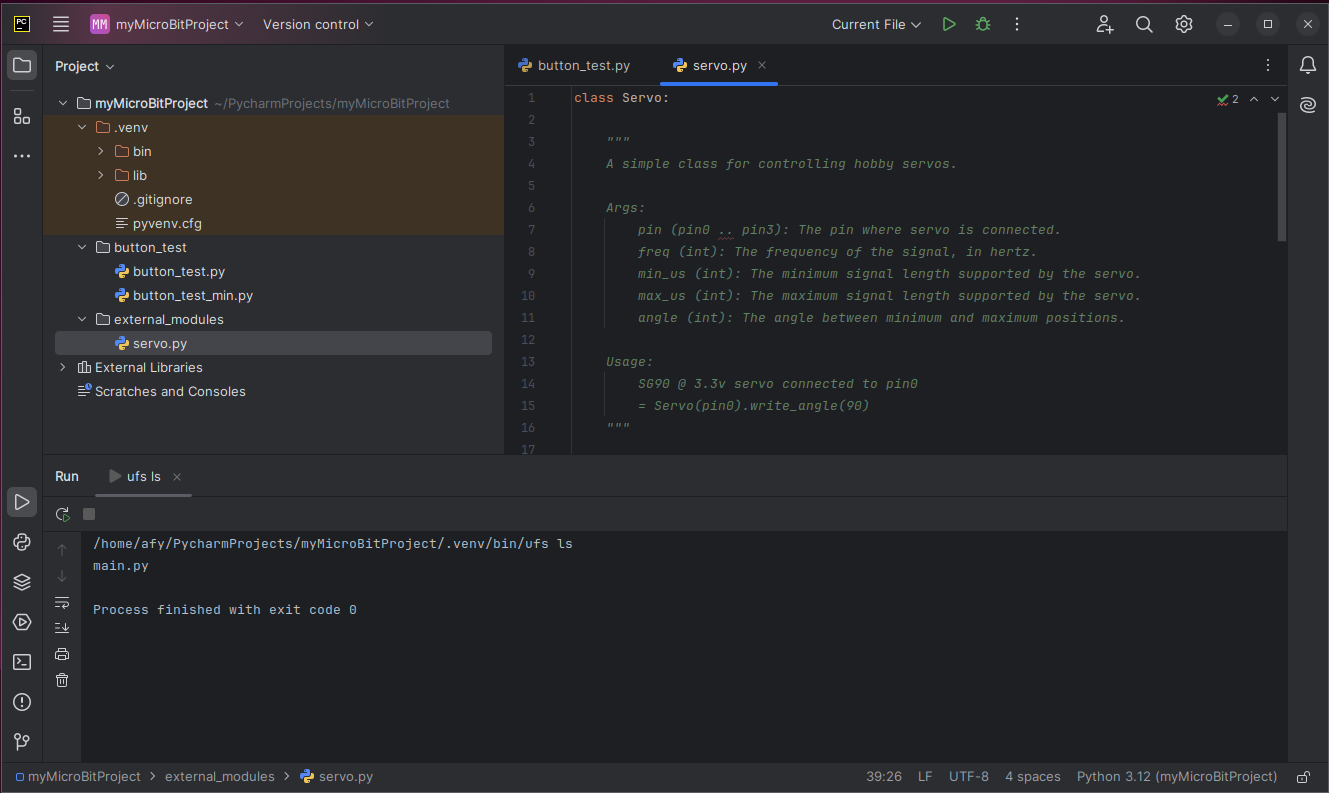 PC MM myMicroBitProject Version control Current File
Project
myMicroBitProject ~/PycharmProjects/myMicroBitProject
.venv
bin
lib
.gitignore
pyvenv.cfg
button_test
button_test.py
button_test_min.py
external_modules
servo.py
External Libraries
Scratches and Consoles
button_test.py servo.py
2
1 class Servo:
2
3 """
4 A simple class for controlling hobby servos.
5
6 Args:
7 pin (pin0 .. pin3): The pin where servo is connected.
8 freq (int): The frequency of the signal, in hertz.
9 min_us (int): The minimum signal length supported by the servo.
10 max_us (int): The maximum signal length supported by the servo.
11 angle (int): The angle between minimum and maximum positions.
12
13 Usage:
14 SG90 @ 3.3v servo connected to pin0
15 = Servo(pin0).write_angle(90)
16 """
17
Run ufs ls
/home/afy/PycharmProjects/myMicroBitProject/.venv/bin/ufs ls
main.py
Process finished with exit code 0
myMicroBitProject > external_modules > servo.py 39:26 LF UTF-8 4 spaces Python 3.12 (myMicroBitProject)